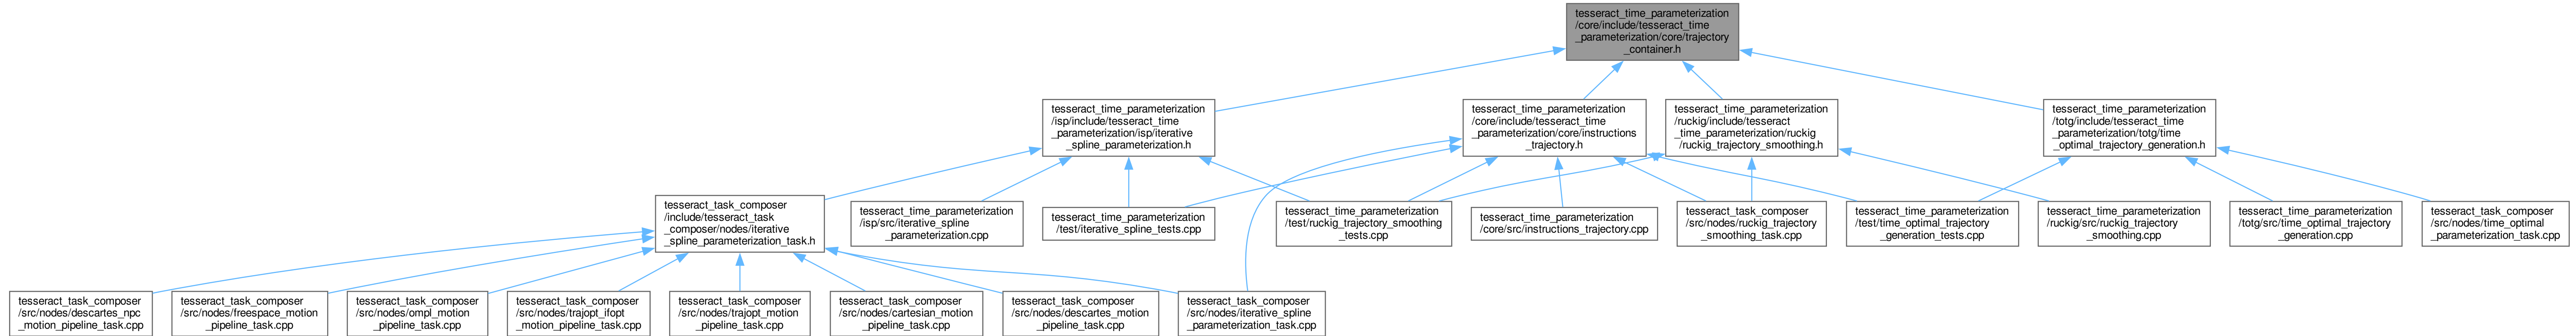 tesseract_time_parameterization
/core/include/tesseract_time
_parameterization/core/trajectory
_container.h
tesseract_time_parameterization
/isp/include/tesseract_time
_parameterization/isp/iterative
_spline_parameterization.h
tesseract_time_parameterization
/core/include/tesseract_time
_parameterization/core/instructions
_trajectory.h
tesseract_time_parameterization
/ruckig/include/tesseract
_time_parameterization/ruckig
/ruckig_trajectory_smoothing.h
tesseract_time_parameterization
/totg/include/tesseract_time
_parameterization/totg/time
_optimal_trajectory_generation.h
tesseract_task_composer
/include/tesseract_task
_composer/nodes/iterative
_spline_parameterization_task.h
tesseract_time_parameterization
/isp/src/iterative_spline
_parameterization.cpp
tesseract_time_parameterization
/test/iterative_spline_tests.cpp
tesseract_time_parameterization
/test/ruckig_trajectory_smoothing
_tests.cpp
tesseract_time_parameterization
/core/src/instructions_trajectory.cpp
tesseract_task_composer
/src/nodes/ruckig_trajectory
_smoothing_task.cpp
tesseract_time_parameterization
/test/time_optimal_trajectory
_generation_tests.cpp
tesseract_time_parameterization
/ruckig/src/ruckig_trajectory
_smoothing.cpp
tesseract_time_parameterization
/totg/src/time_optimal_trajectory
_generation.cpp
tesseract_task_composer
/src/nodes/time_optimal
_parameterization_task.cpp
tesseract_task_composer
/src/nodes/descartes_npc
_motion_pipeline_task.cpp
tesseract_task_composer
/src/nodes/freespace_motion
_pipeline_task.cpp
tesseract_task_composer
/src/nodes/ompl_motion
_pipeline_task.cpp
tesseract_task_composer
/src/nodes/trajopt_ifopt
_motion_pipeline_task.cpp
tesseract_task_composer
/src/nodes/trajopt_motion
_pipeline_task.cpp
tesseract_task_composer
/src/nodes/cartesian_motion
_pipeline_task.cpp
tesseract_task_composer
/src/nodes/descartes_motion
_pipeline_task.cpp
tesseract_task_composer
/src/nodes/iterative_spline
_parameterization_task.cpp